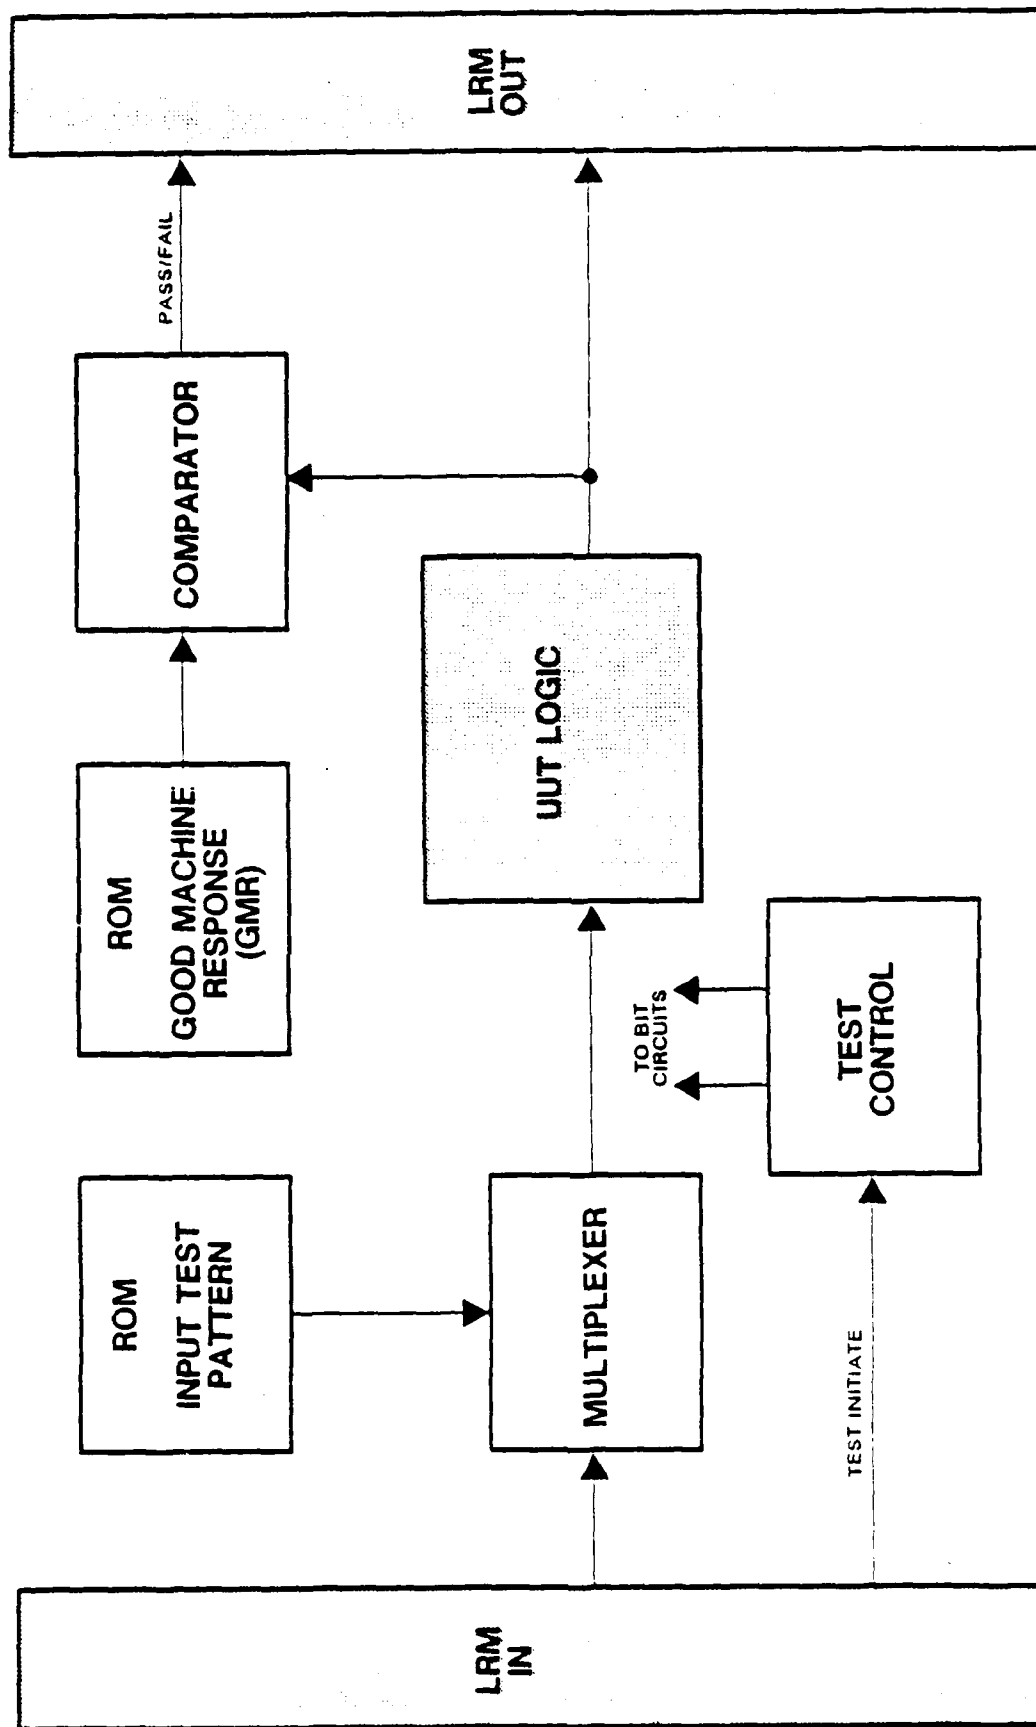 LRM
IN
ROM
INPUT TEST
PATTERN
MULTIPLEXER
TEST INITIATE
ROM
GOOD MACHINE
RESPONSE
(GMR)
TO BIT
CIRCUITS
TEST
CONTROL
UUT LOGIC
COMPARATOR
PASS/FAIL
LRM
OUT